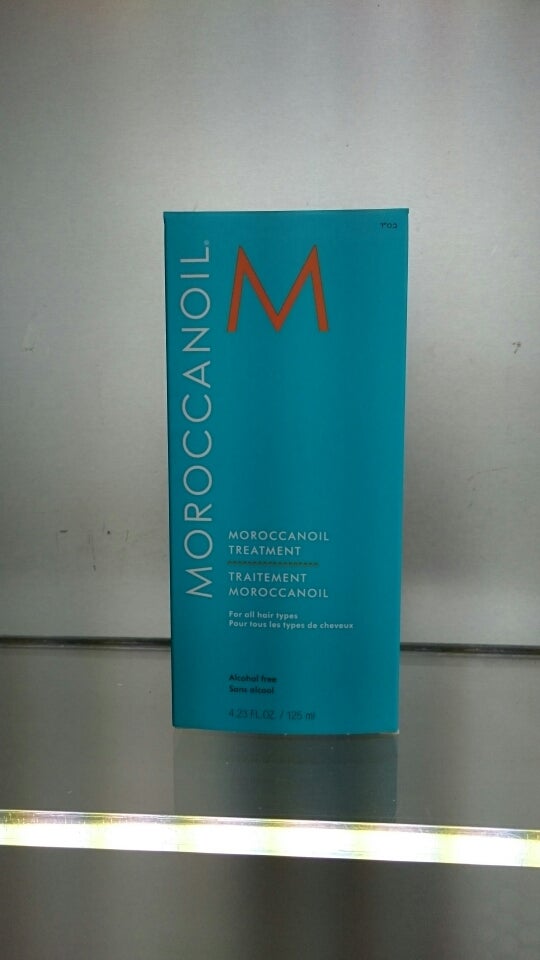 MOROCCANOIL®
M
MOROCCANOIL
TREATMENT
TRAITEMENT
MOROCCANOIL
For all hair types
Pour tous les types de cheveux
Alcohol free
Sans alcool
4.23 FL.OZ. / 125 ml